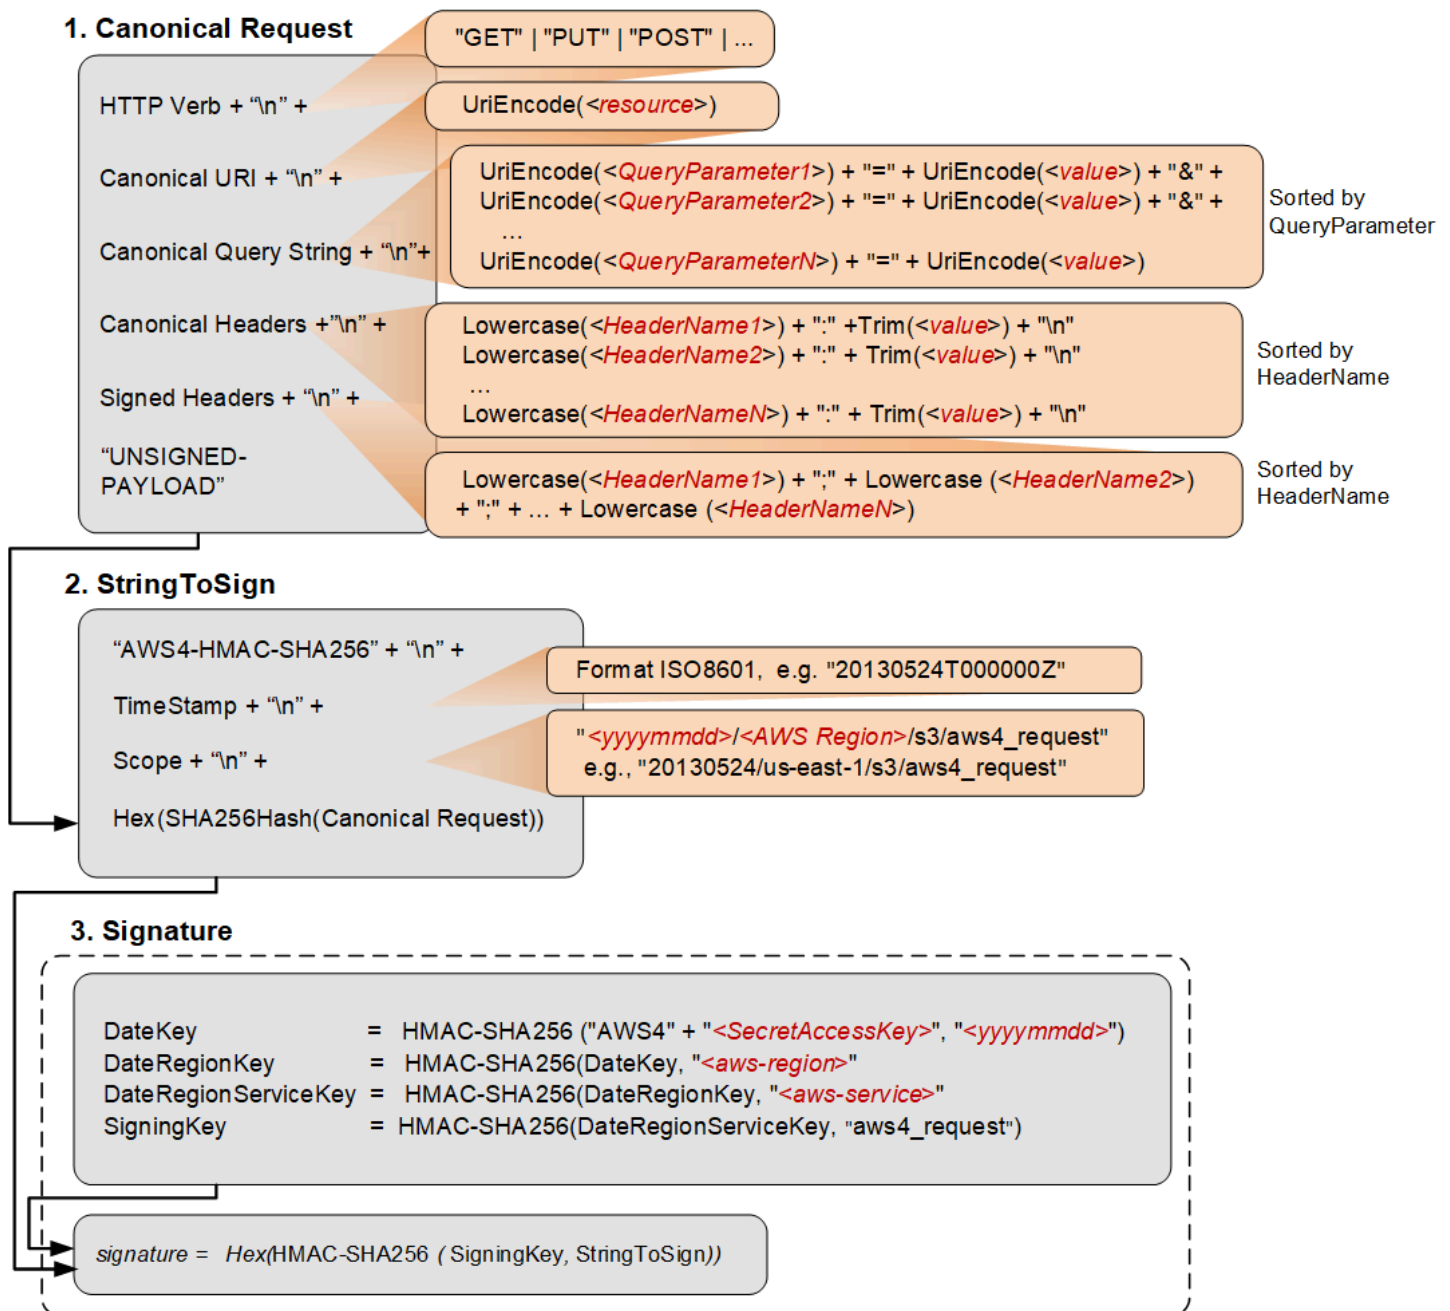 1. Canonical Request
"GET" | "PUT" | "POST" | ...
HTTP Verb + “\n” +
UriEncode(<resource>)
Canonical URI + “\n” +
UriEncode(<QueryParameter1>) + "=" + UriEncode(<value>) + "&" +
UriEncode(<QueryParameter2>) + "=" + UriEncode(<value>) + "&" +
...
UriEncode(<QueryParameterN>) + "=" + UriEncode(<value>)
Sorted by
QueryParameter
Canonical Query String + “\n”+
Canonical Headers +”\n” +
Lowercase(<HeaderName1>) + ":" +Trim(<value>) + "\n"
Lowercase(<HeaderName2>) + ":" + Trim(<value>) + "\n"
...
Lowercase(<HeaderNameN>) + ":" + Trim(<value>) + "\n"
Sorted by
HeaderName
Signed Headers + “\n” +
“UNSIGNED-
PAYLOAD”
Lowercase(<HeaderName1>) + ";" + Lowercase (<HeaderName2>)
+ ";" + ... + Lowercase (<HeaderNameN>)
Sorted by
HeaderName
2. StringToSign
“AWS4-HMAC-SHA256” + “\n” +
Format ISO8601, e.g. "20130524T000000Z"
TimeStamp + “\n” +
"<yyyymmdd>/<AWS Region>/s3/aws4_request"
e.g., "20130524/us-east-1/s3/aws4_request"
Scope + “\n” +
Hex(SHA256Hash(Canonical Request))
3. Signature
DateKey = HMAC-SHA256 ("AWS4" + "<SecretAccessKey>", "<yyyymmdd>")
DateRegionKey = HMAC-SHA256(DateKey, "<aws-region>"
DateRegionServiceKey = HMAC-SHA256(DateRegionKey, "<aws-service>"
SigningKey = HMAC-SHA256(DateRegionServiceKey, "aws4_request")
signature = Hex(HMAC-SHA256 ( SigningKey, StringToSign))